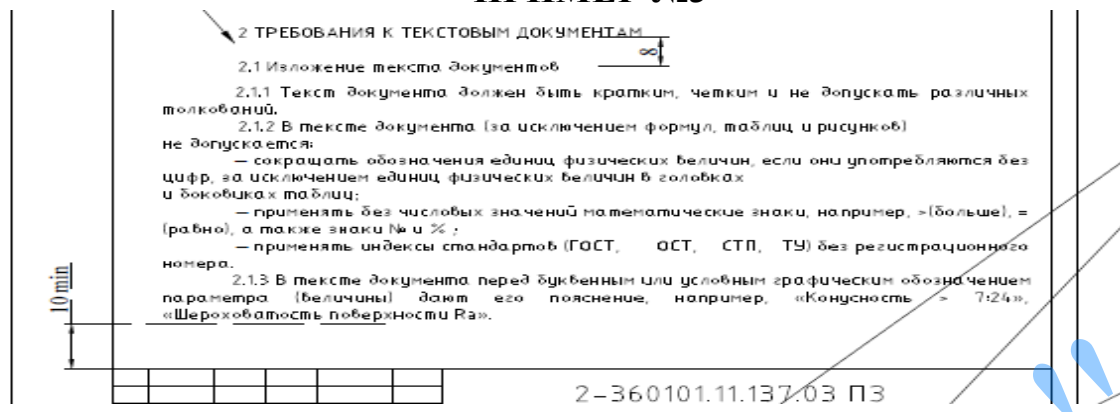 ПРИМЕР №3
2 ТРЕБОВАНИЯ К ТЕКСТОВЫМ ДОКУМЕНТАМ
8
2.1 Изложение текста документов
2.1.1 Текст документа должен быть кратким, четким и не допускать различных
толкований.
2.1.2 В тексте документа (за исключением формул, таблиц и рисунков)
не допускается:
– сокращать обозначения единиц физических величин, если они употребляются без
цифр, за исключением единиц физических величин в головках
и боковиках таблиц;
– применять без числовых значений математические знаки, например, >(больше), =
(равно), а также знаки № и % ;
– применять индексы стандартов (ГОСТ, ОСТ, СТП, ТУ) без регистрационного
номера.
2.1.3 В тексте документа перед буквенным или условным графическим обозначением
параметра (величины) дают его пояснение, например, «Конусность > 7:24»,
«Шероховатость поверхности Ra».
10 min
2-360101.11.137.03 ПЗ